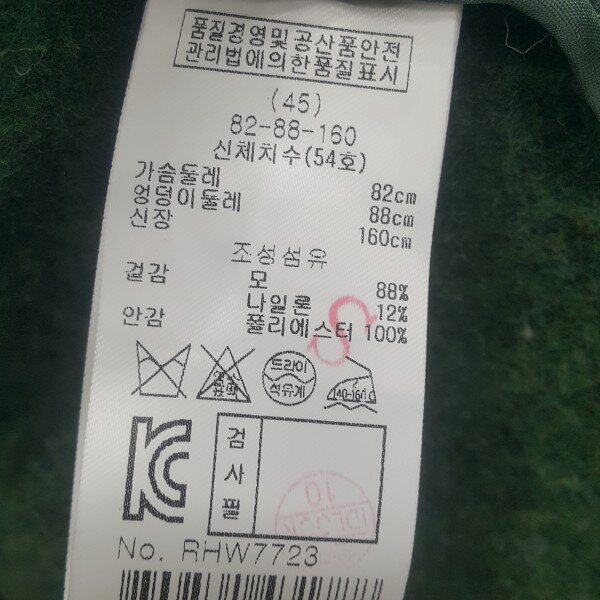 품질경영및공산품안전
관리법에의한품질표시
(45)
82-88-160
신체치수(54호)
가슴둘레 82cm
엉덩이둘레 88cm
신장 160cm
조성섬유
겉감 모 88%
나일론 12%
안감 폴리에스터 100%
드라이
석유계
140-160℃
검
사
필
10
No. RHW7723